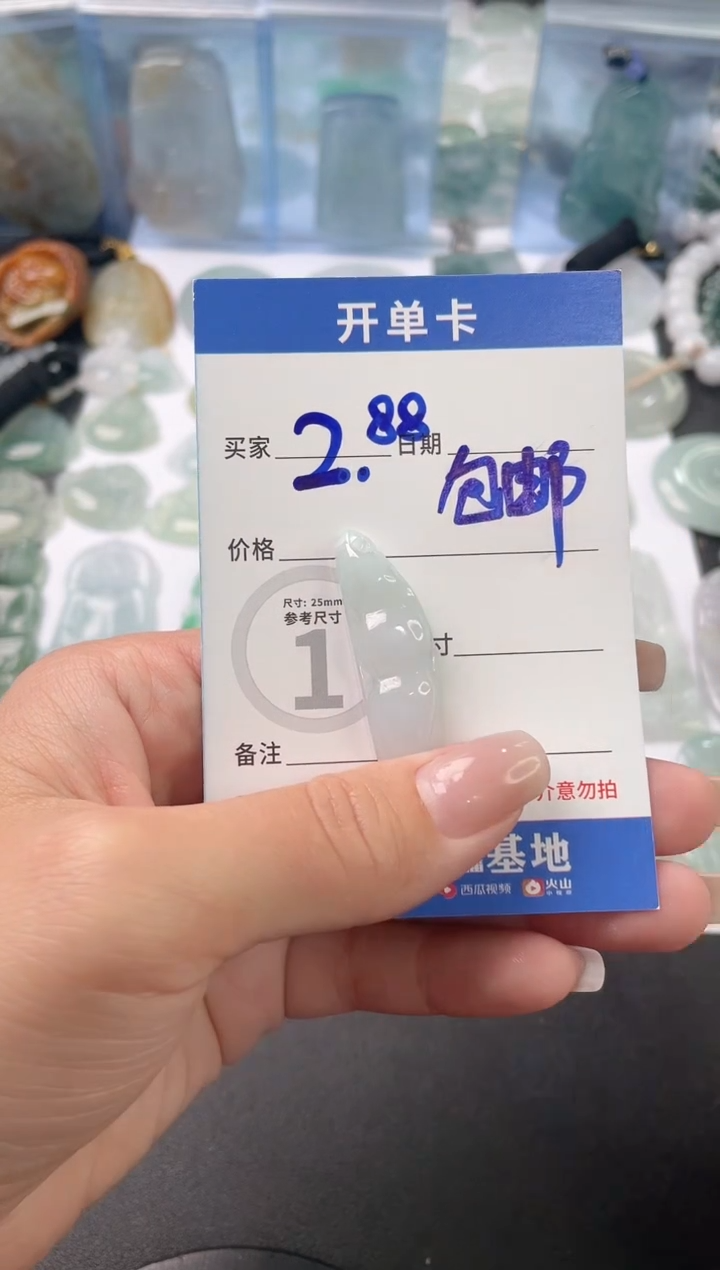 开单卡
买家 2.88 日期
包邮
价格
尺寸: 25mm
参考尺寸
1
寸
备注
介意勿拍
基地
西瓜视频 火山